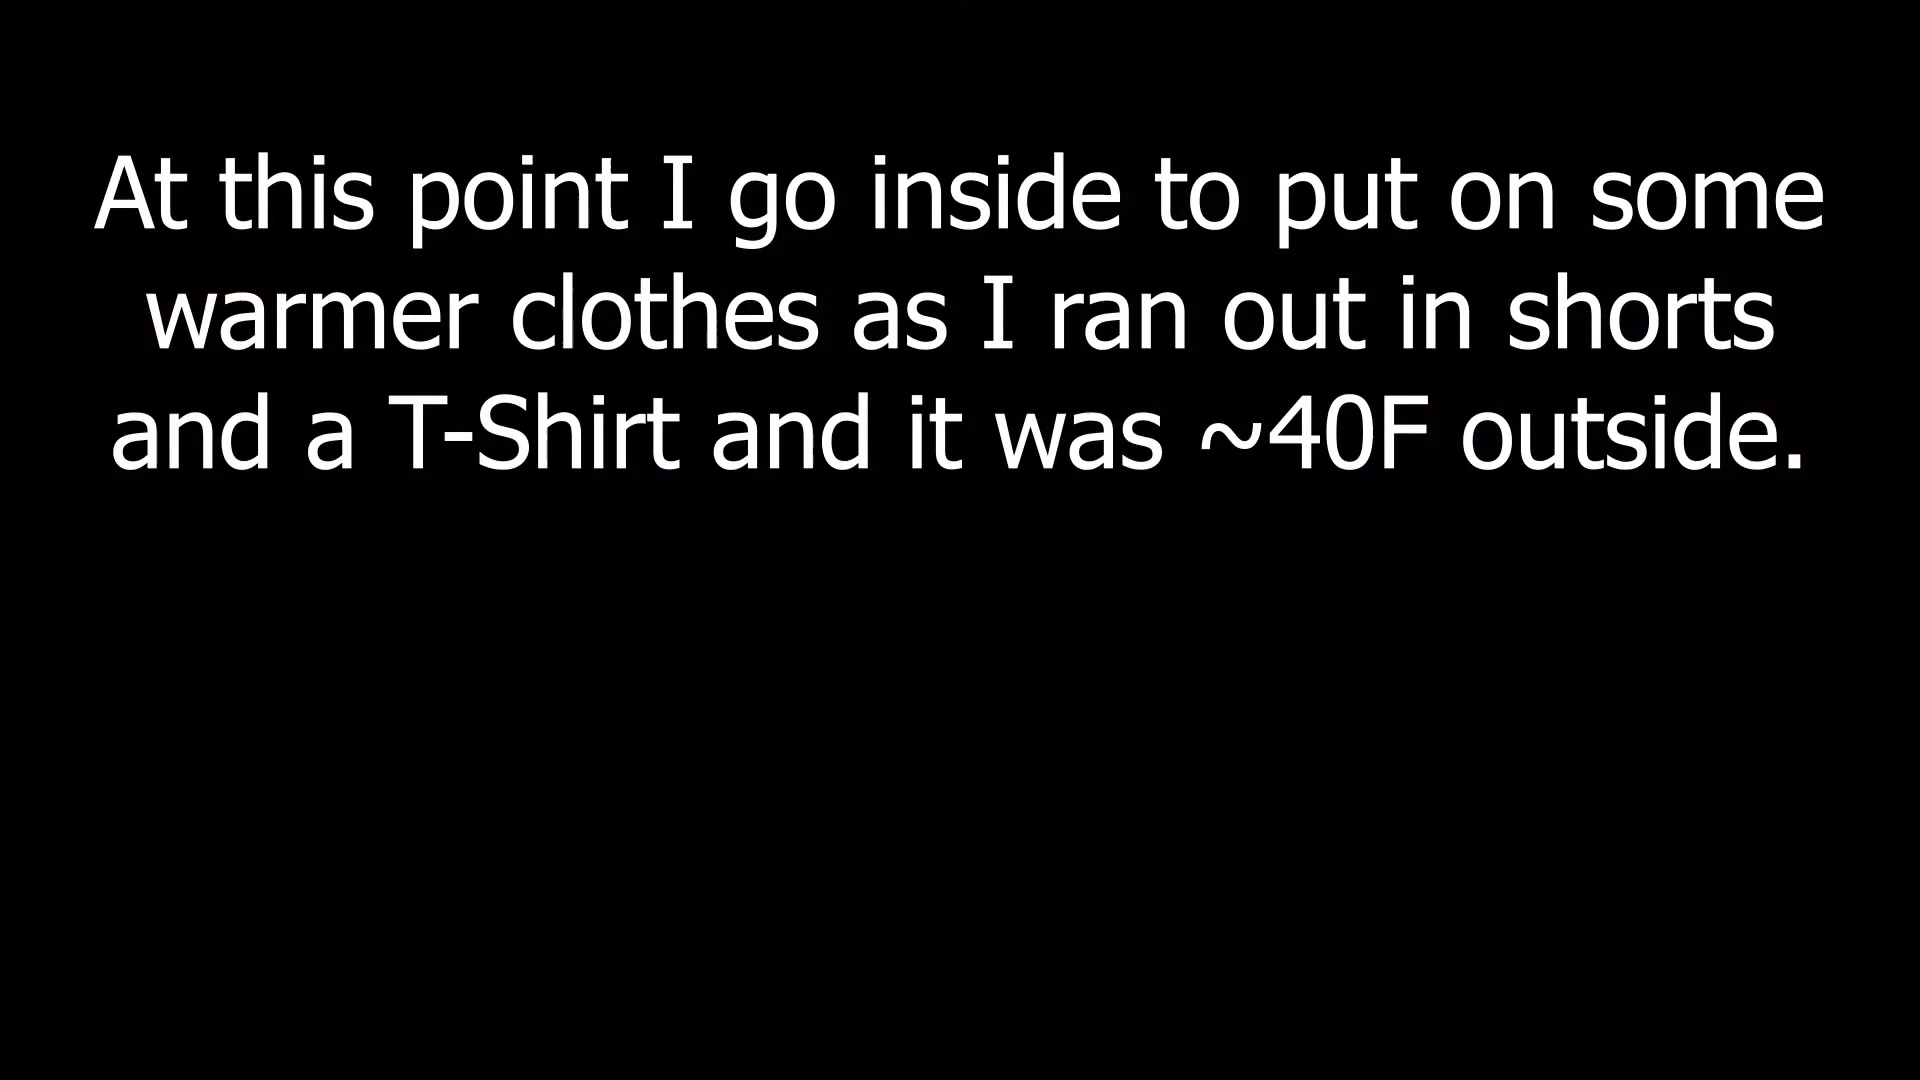 At this point I go inside to put on some
warmer clothes as I ran out in shorts
and a T-Shirt and it was ~40F outside.